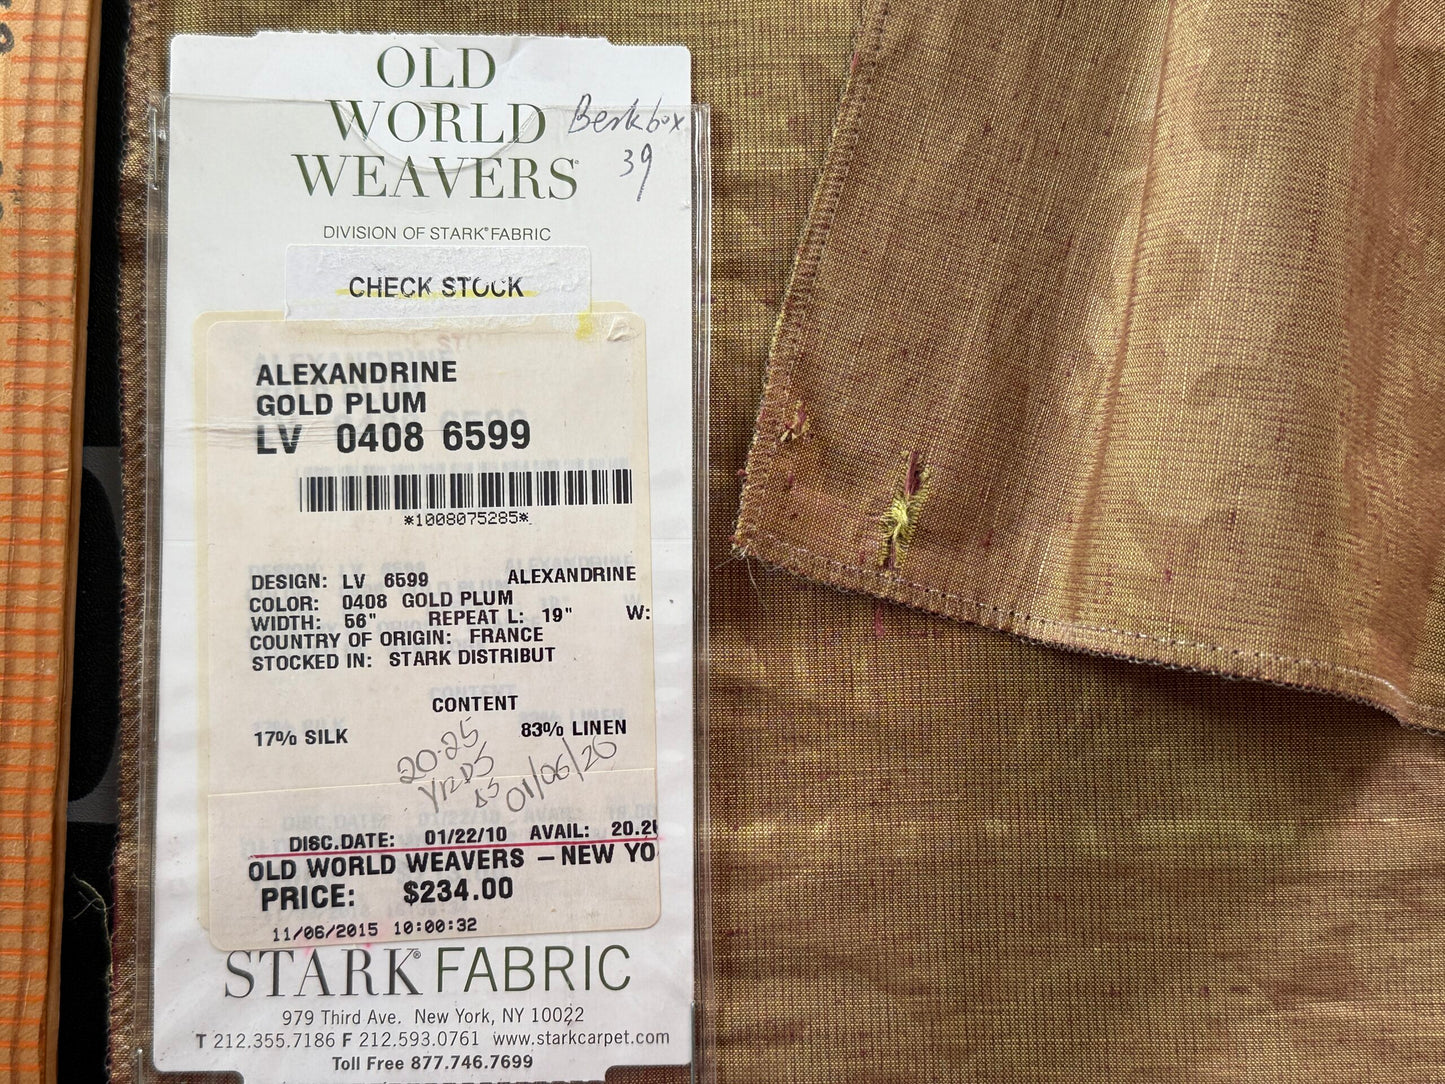 OLD
WORLD
WEAVERS
39
DIVISION OF STARK® FABRIC
CHECK STOCK
ALEXANDRINE
GOLD PLUM
LV 0408 6599
*1008075285*
DESIGN: LV 6599 ALEXANDRINE
COLOR: 0408 GOLD PLUM
WIDTH: 56" REPEAT L: 19" W:
COUNTRY OF ORIGIN: FRANCE
STOCKED IN: STARK DISTRIBUT
CONTENT
17% SILK 83% LINEN
20-25
YRDS
01/06/20
DISC.DATE: 01/22/10 AVAIL: 20.2
OLD WORLD WEAVERS – NEW YO
PRICE: $234.00
11/06/2015 10:00:32
STARK® FABRIC
979 Third Ave. New York, NY 10022
T 212.355.7186 F 212.593.0761 www.starkcarpet.com
Toll Free 877.746.7699